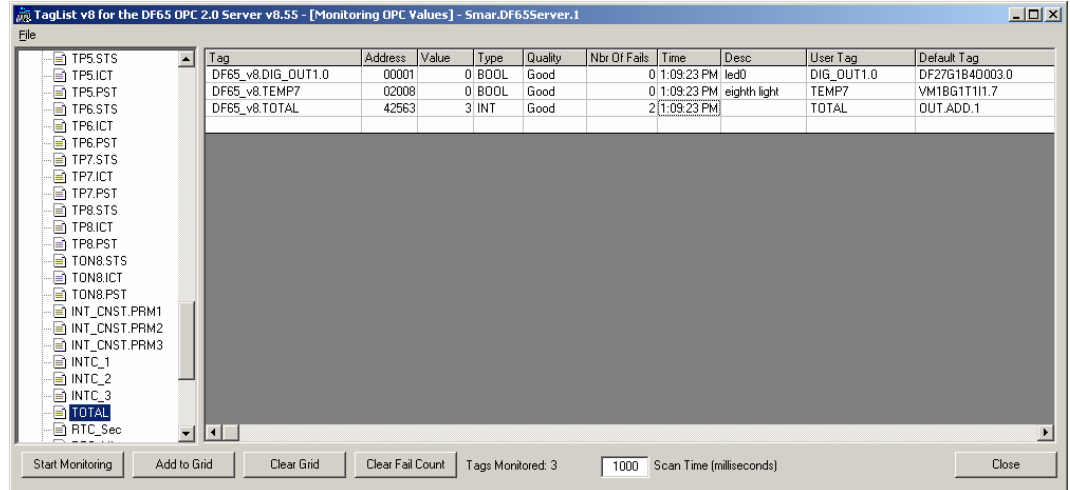 TagList v8 for the DF65 OPC 2.0 Server v8.55 - [Monitoring OPC Values] - Smar.DF65Server.1
File
TP5.STS
TP5.ICT
TP5.PST
TP6.STS
TP6.ICT
TP6.PST
TP7.STS
TP7.ICT
TP7.PST
TP8.STS
TP8.ICT
TP8.PST
TON8.STS
TON8.ICT
TON8.PST
INT_CNST.PRM1
INT_CNST.PRM2
INT_CNST.PRM3
INTC_1
INTC_2
INTC_3
TOTAL
RTC_Sec
Tag Address Value Type Quality Nbr Of Fails Time Desc User Tag Default Tag
DF65_v8.DIG_OUT1.0 00001 0 BOOL Good 0 1:09:23 PM led0 DIG_OUT1.0 DF27G1B4O003.0
DF65_v8.TEMP7 02008 0 BOOL Good 0 1:09:23 PM eighth light TEMP7 VM1BG1T1I1.7
DF65_v8.TOTAL 42563 3 INT Good 2 1:09:23 PM TOTAL OUT.ADD.1
Start Monitoring Add to Grid Clear Grid Clear Fail Count Tags Monitored: 3 1000 Scan Time (milliseconds) Close